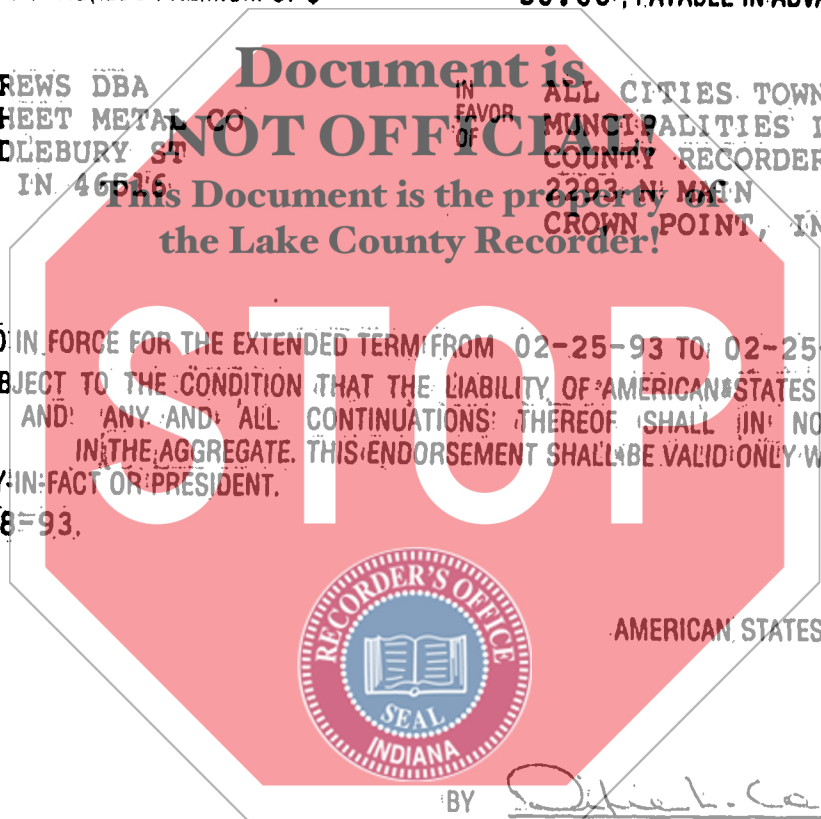 , PAYABLE IN ADVA
REWS DBA
HEET METAL CO
DLEBURY ST
IN 46516
IN
FAVOR
OF
ALL CITIES TOWN
MUNCIPALITIES I
COUNTY RECORDER
2293 N MAIN
CROWN POINT, IN
Document is
NOT OFFICIAL!
This Document is the property of
the Lake County Recorder!
STOP
IN FORCE FOR THE EXTENDED TERM FROM 02-25-93 TO 02-25-
BJECT TO THE CONDITION THAT THE LIABILITY OF AMERICAN STATES
AND ANY AND ALL CONTINUATIONS THEREOF SHALL IN NO
IN THE AGGREGATE. THIS ENDORSEMENT SHALL BE VALID ONLY W
Y-IN-FACT OR PRESIDENT.
8-93.
RECORDER'S OFFICE
SEAL
INDIANA
AMERICAN STATES
BY